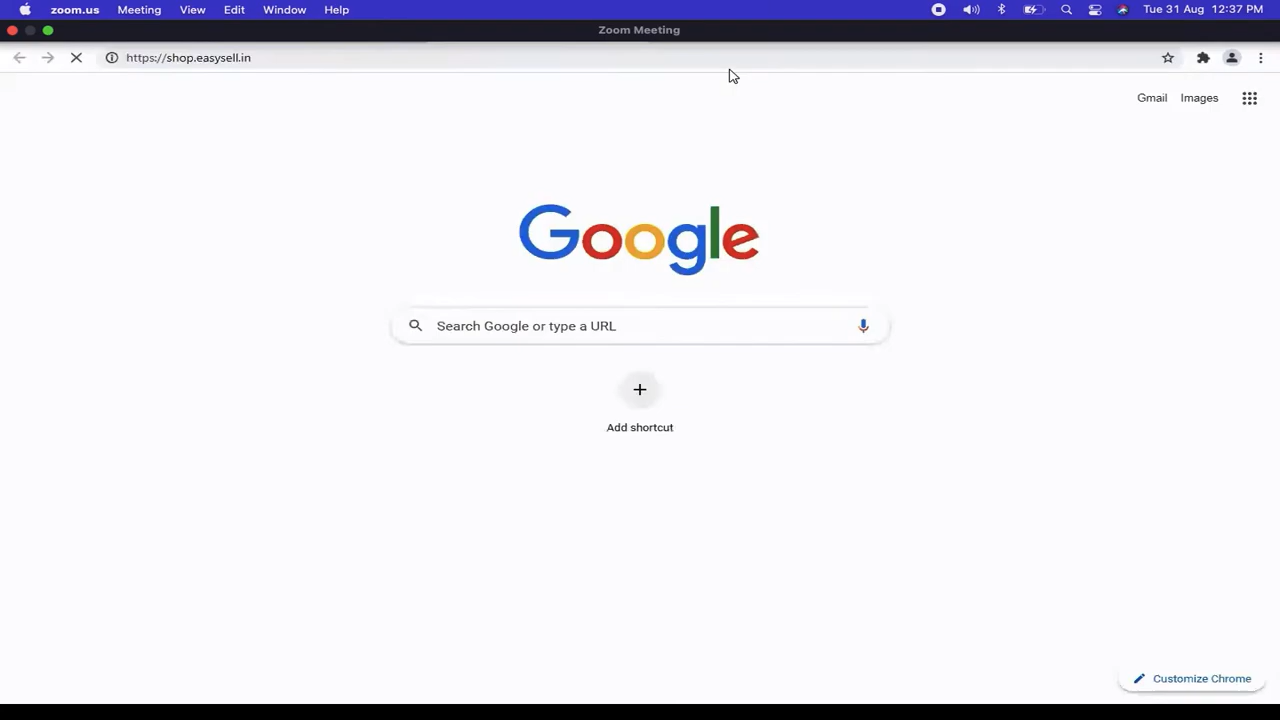 zoom.us Meeting View Edit Window Help Tue 31 Aug 12:37 PM
Zoom Meeting
https://shop.easysell.in
Gmail Images
Google
Search Google or type a URL
Add shortcut
Customize Chrome